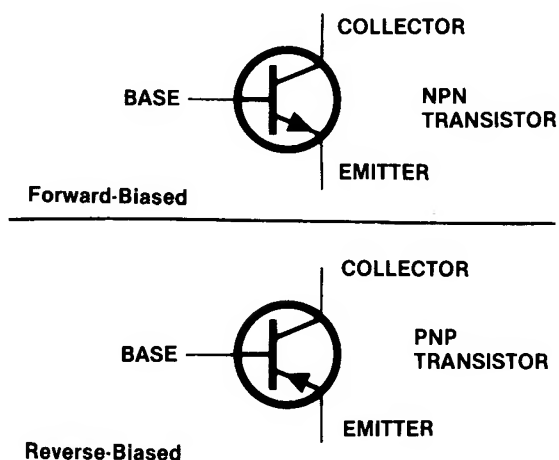 COLLECTOR
BASE
NPN
TRANSISTOR
EMITTER
Forward-Biased
COLLECTOR
BASE
PNP
TRANSISTOR
EMITTER
Reverse-Biased